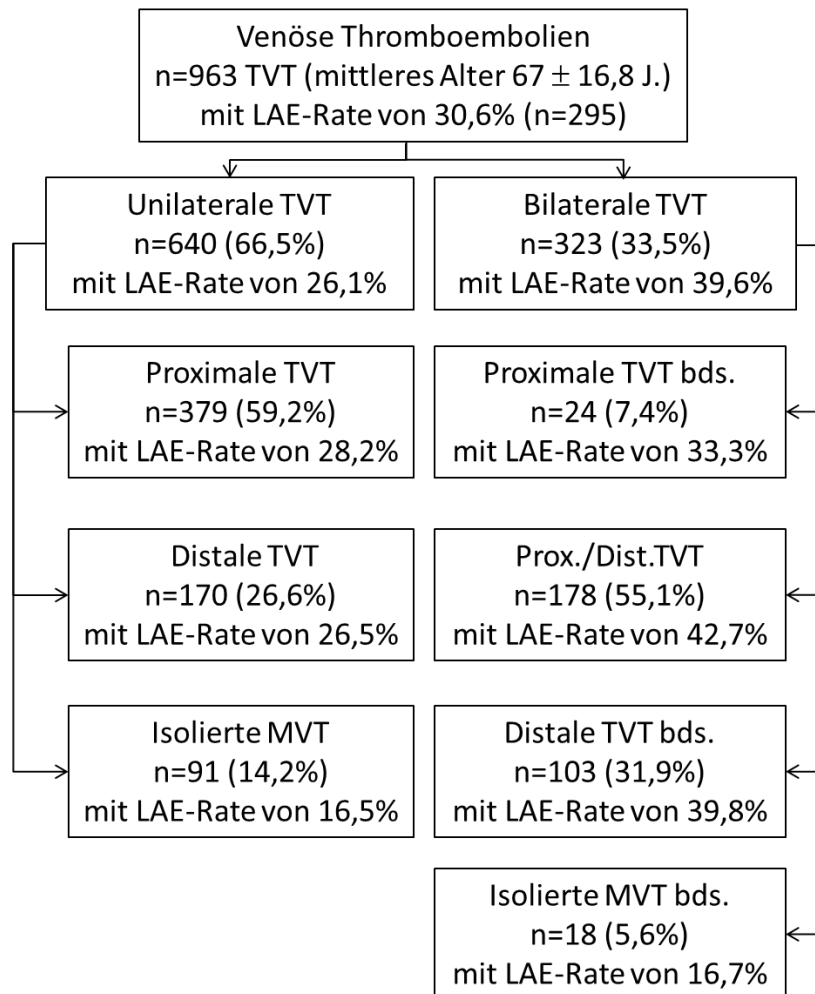 Venöse Thromboembolien
n=963 TVT (mittleres Alter 67 ± 16,8 J.)
mit LAE-Rate von 30,6% (n=295)
Unilaterale TVT
n=640 (66,5%)
mit LAE-Rate von 26,1%
Bilaterale TVT
n=323 (33,5%)
mit LAE-Rate von 39,6%
Proximale TVT
n=379 (59,2%)
mit LAE-Rate von 28,2%
Proximale TVT bds.
n=24 (7,4%)
mit LAE-Rate von 33,3%
Distale TVT
n=170 (26,6%)
mit LAE-Rate von 26,5%
Prox./Dist.TVT
n=178 (55,1%)
mit LAE-Rate von 42,7%
Isolierte MVT
n=91 (14,2%)
mit LAE-Rate von 16,5%
Distale TVT bds.
n=103 (31,9%)
mit LAE-Rate von 39,8%
Isolierte MVT bds.
n=18 (5,6%)
mit LAE-Rate von 16,7%